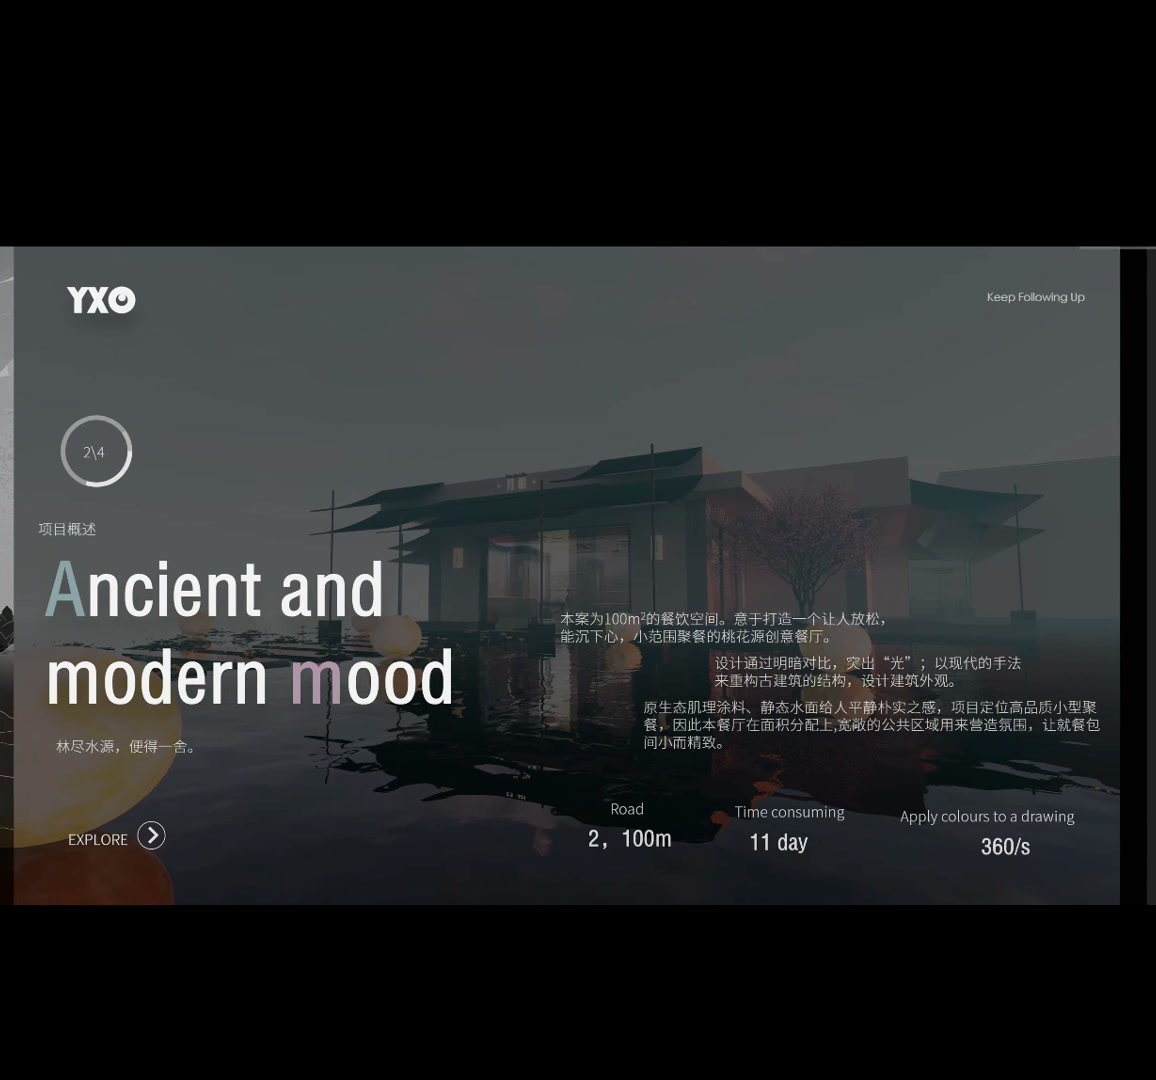 YXO
Keep Following Up
2\4
项目概述
Ancient and
modern mood
林尽水源，便得一舍。
EXPLORE
本案为100m²的餐饮空间。意于打造一个让人放松，
能沉下心，小范围聚餐的桃花源创意餐厅。
设计通过明暗对比，突出“光”；以现代的手法
来重构古建筑的结构，设计建筑外观。
原生态肌理涂料、静态水面给人平静朴实之感，项目定位高品质小型聚
餐，因此本餐厅在面积分配上,宽敞的公共区域用来营造氛围，让就餐包
间小而精致。
Road
2，100m
Time consuming
11 day
Apply colours to a drawing
360/s